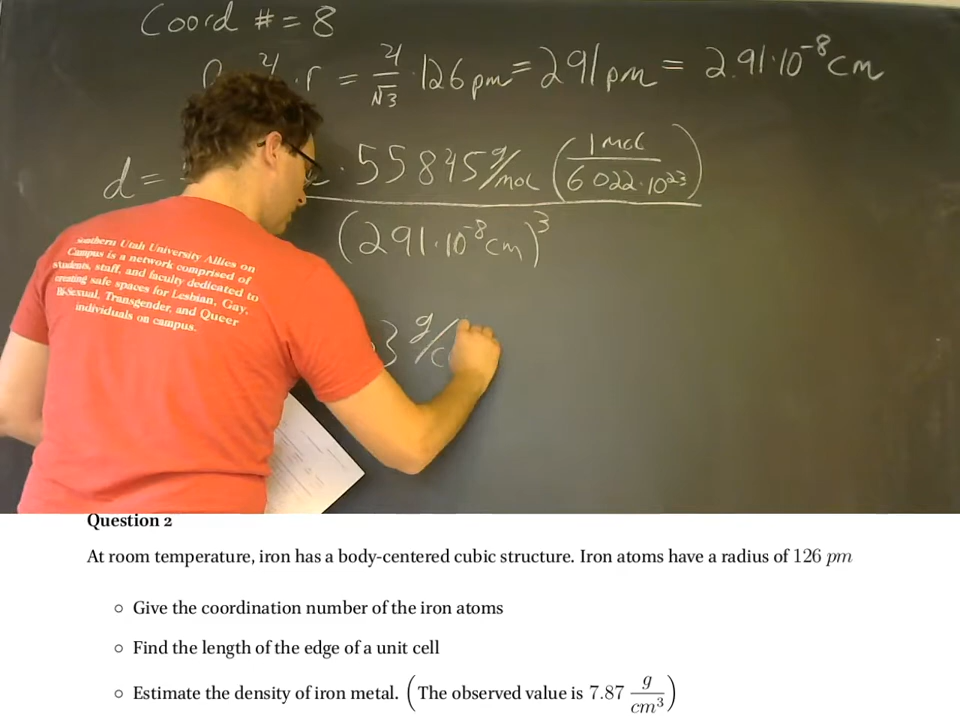 Coord # = 8
4/√3 · r = 4/√3 · 126 pm = 291 pm = 2.91·10⁻⁸ cm
d = · 55845 g/mol (1 mol / 6 022·10²³)
(291·10⁻⁸ cm)³
3 g/c
Southern Utah University Allies on
Campus is a network comprised of
students, staff, and faculty dedicated to
creating safe spaces for Lesbian, Gay,
Bi-Sexual, Transgender, and Queer
individuals on campus.
Question 2
At room temperature, iron has a body-centered cubic structure. Iron atoms have a radius of 126 pm
○ Give the coordination number of the iron atoms
○ Find the length of the edge of a unit cell
○ Estimate the density of iron metal. (The observed value is 7.87 g/cm³)